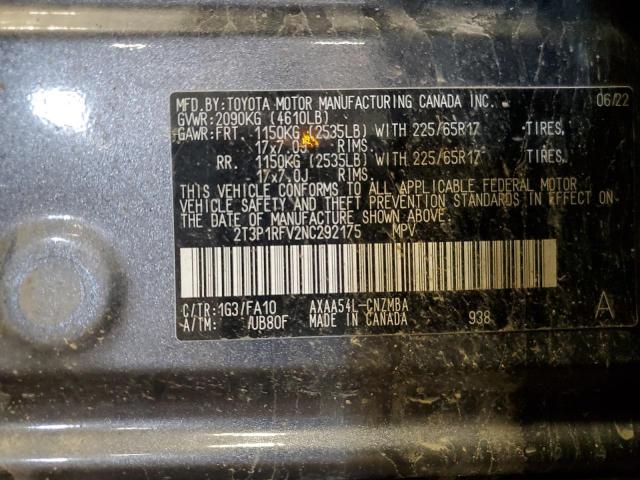 MFD.BY:TOYOTA MOTOR MANUFACTURING CANADA INC. 06/22
GVWR:2090KG (4610LB)
GAWR:FRT. 1150KG (2535LB) WITH 225/65R17 TIRES,
17x7.0J RIMS
RR. 1150KG (2535LB) WITH 225/65R17 TIRES,
17x7.0J RIMS
THIS VEHICLE CONFORMS TO ALL APPLICABLE FEDERAL MOTOR
VEHICLE SAFETY AND THEFT PREVENTION STANDARDS IN EFFECT ON
THE DATE OF MANUFACTURE SHOWN ABOVE.
2T3P1RFV2NC292175 MPV
C/TR:1G3/FA10 AXAA54L-CNZMBA A
A/TM: /UB80F MADE IN CANADA 938